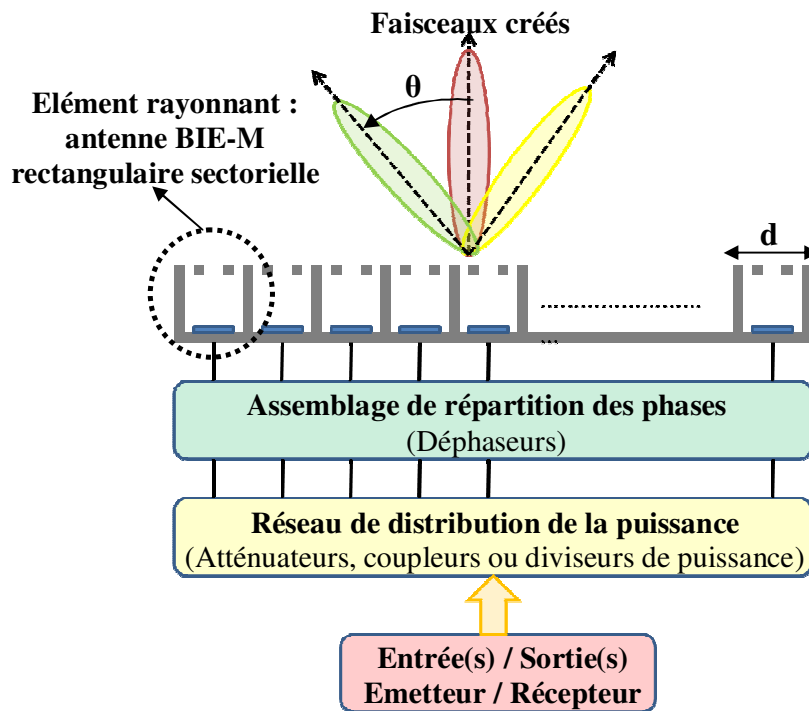 Faisceaux créés
θ
Elément rayonnant :
antenne BIE-M
rectangulaire sectorielle
d
Assemblage de répartition des phases
(Déphaseurs)
Réseau de distribution de la puissance
(Atténuateurs, coupleurs ou diviseurs de puissance)
Entrée(s) / Sortie(s)
Emetteur / Récepteur